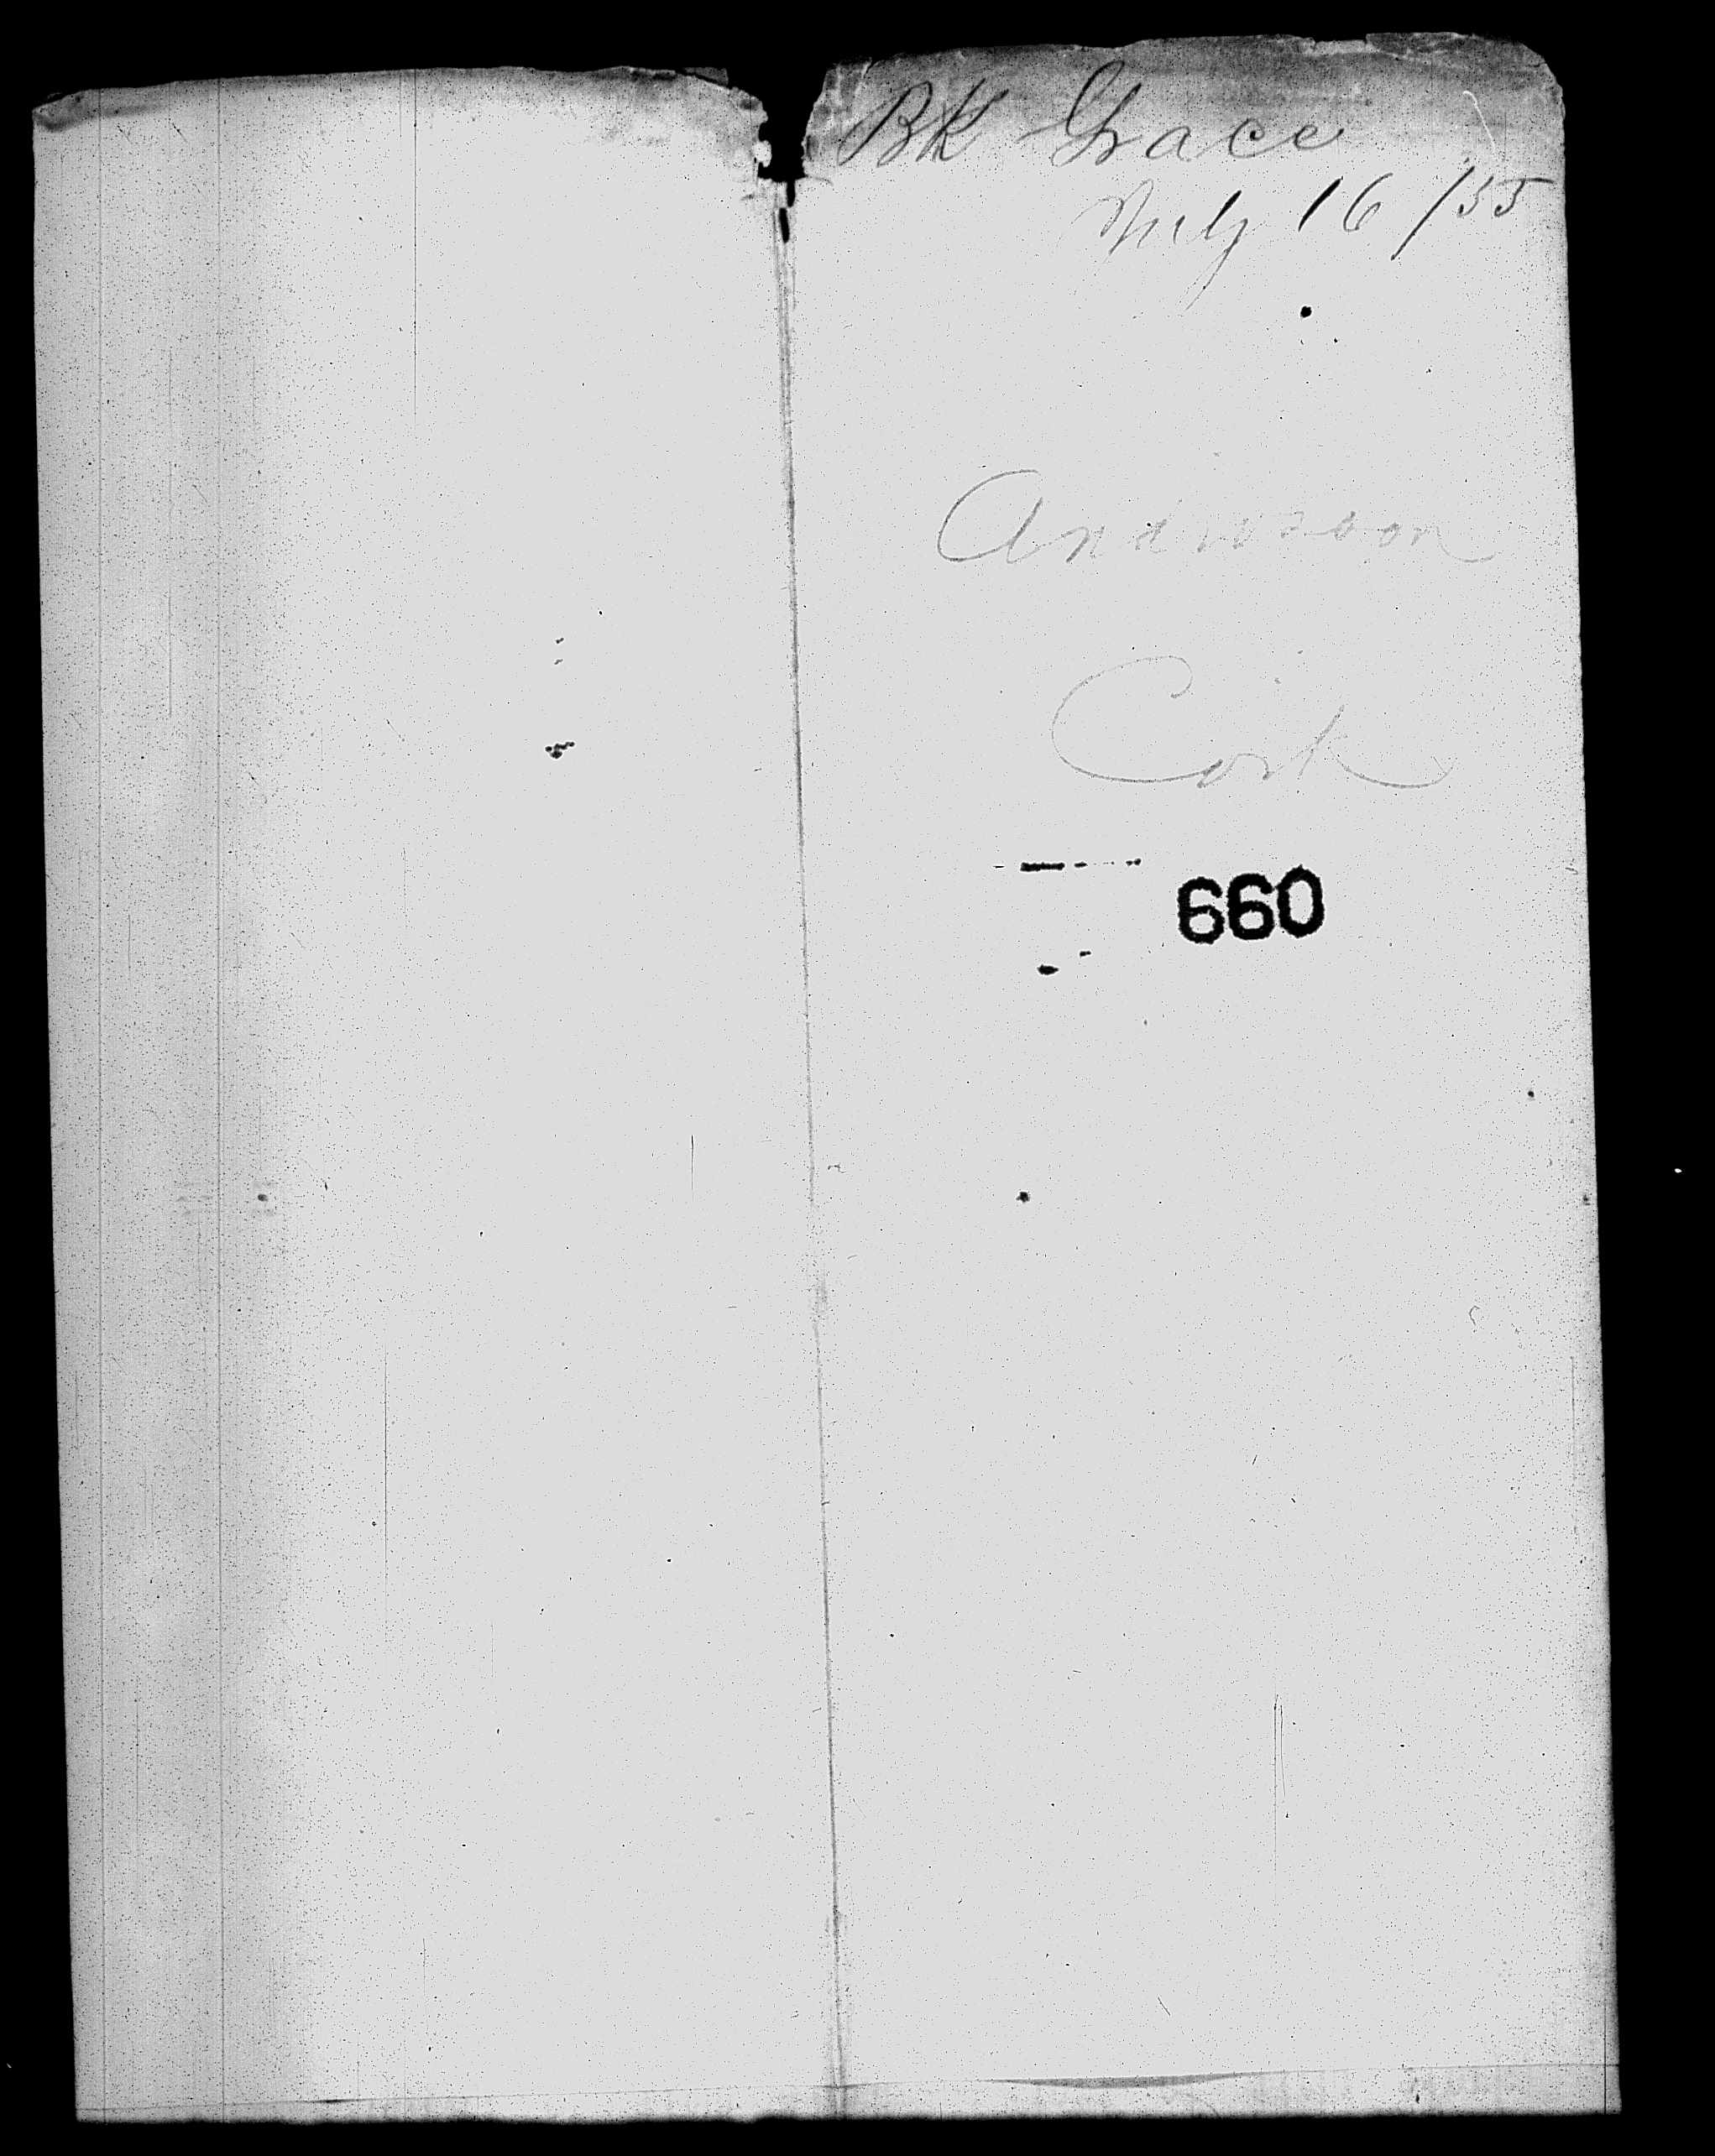 Bk Grace
July 16 /55
Anderson
Cork
660